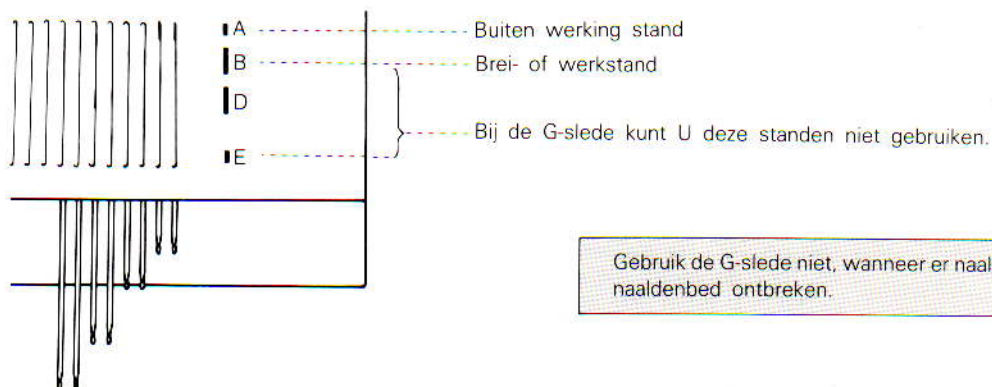 A Buiten werking stand
B Brei- of werkstand
D
Bij de G-slede kunt U deze standen niet gebruiken.
E
Gebruik de G-slede niet, wanneer er naal
naaldenbed ontbreken.